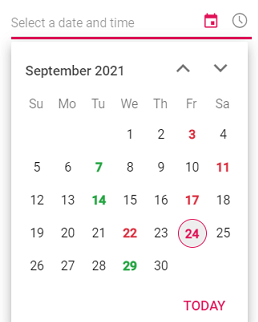 Select a date and time
September 2021
Su Mo Tu We Th Fr Sa
1 2 3 4
5 6 7 8 9 10 11
12 13 14 15 16 17 18
19 20 21 22 23 24 25
26 27 28 29 30
TODAY